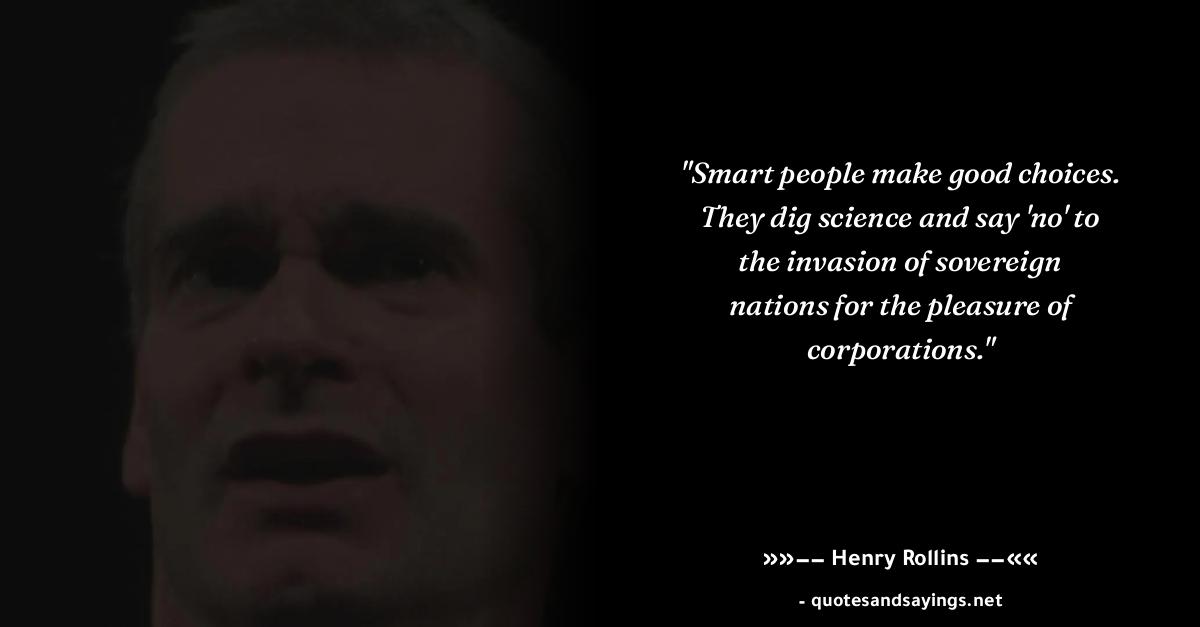 "Smart people make good choices.
They dig science and say 'no' to
the invasion of sovereign
nations for the pleasure of
corporations."
»»−− Henry Rollins −−««
- quotesandsayings.net